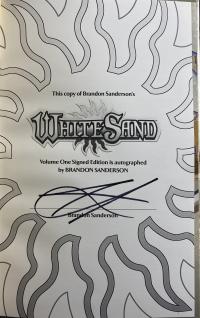 This copy of Brandon Sanderson's
WHITE SAND
Volume One Signed Edition is autographed
by BRANDON SANDERSON
Brandon Sanderson